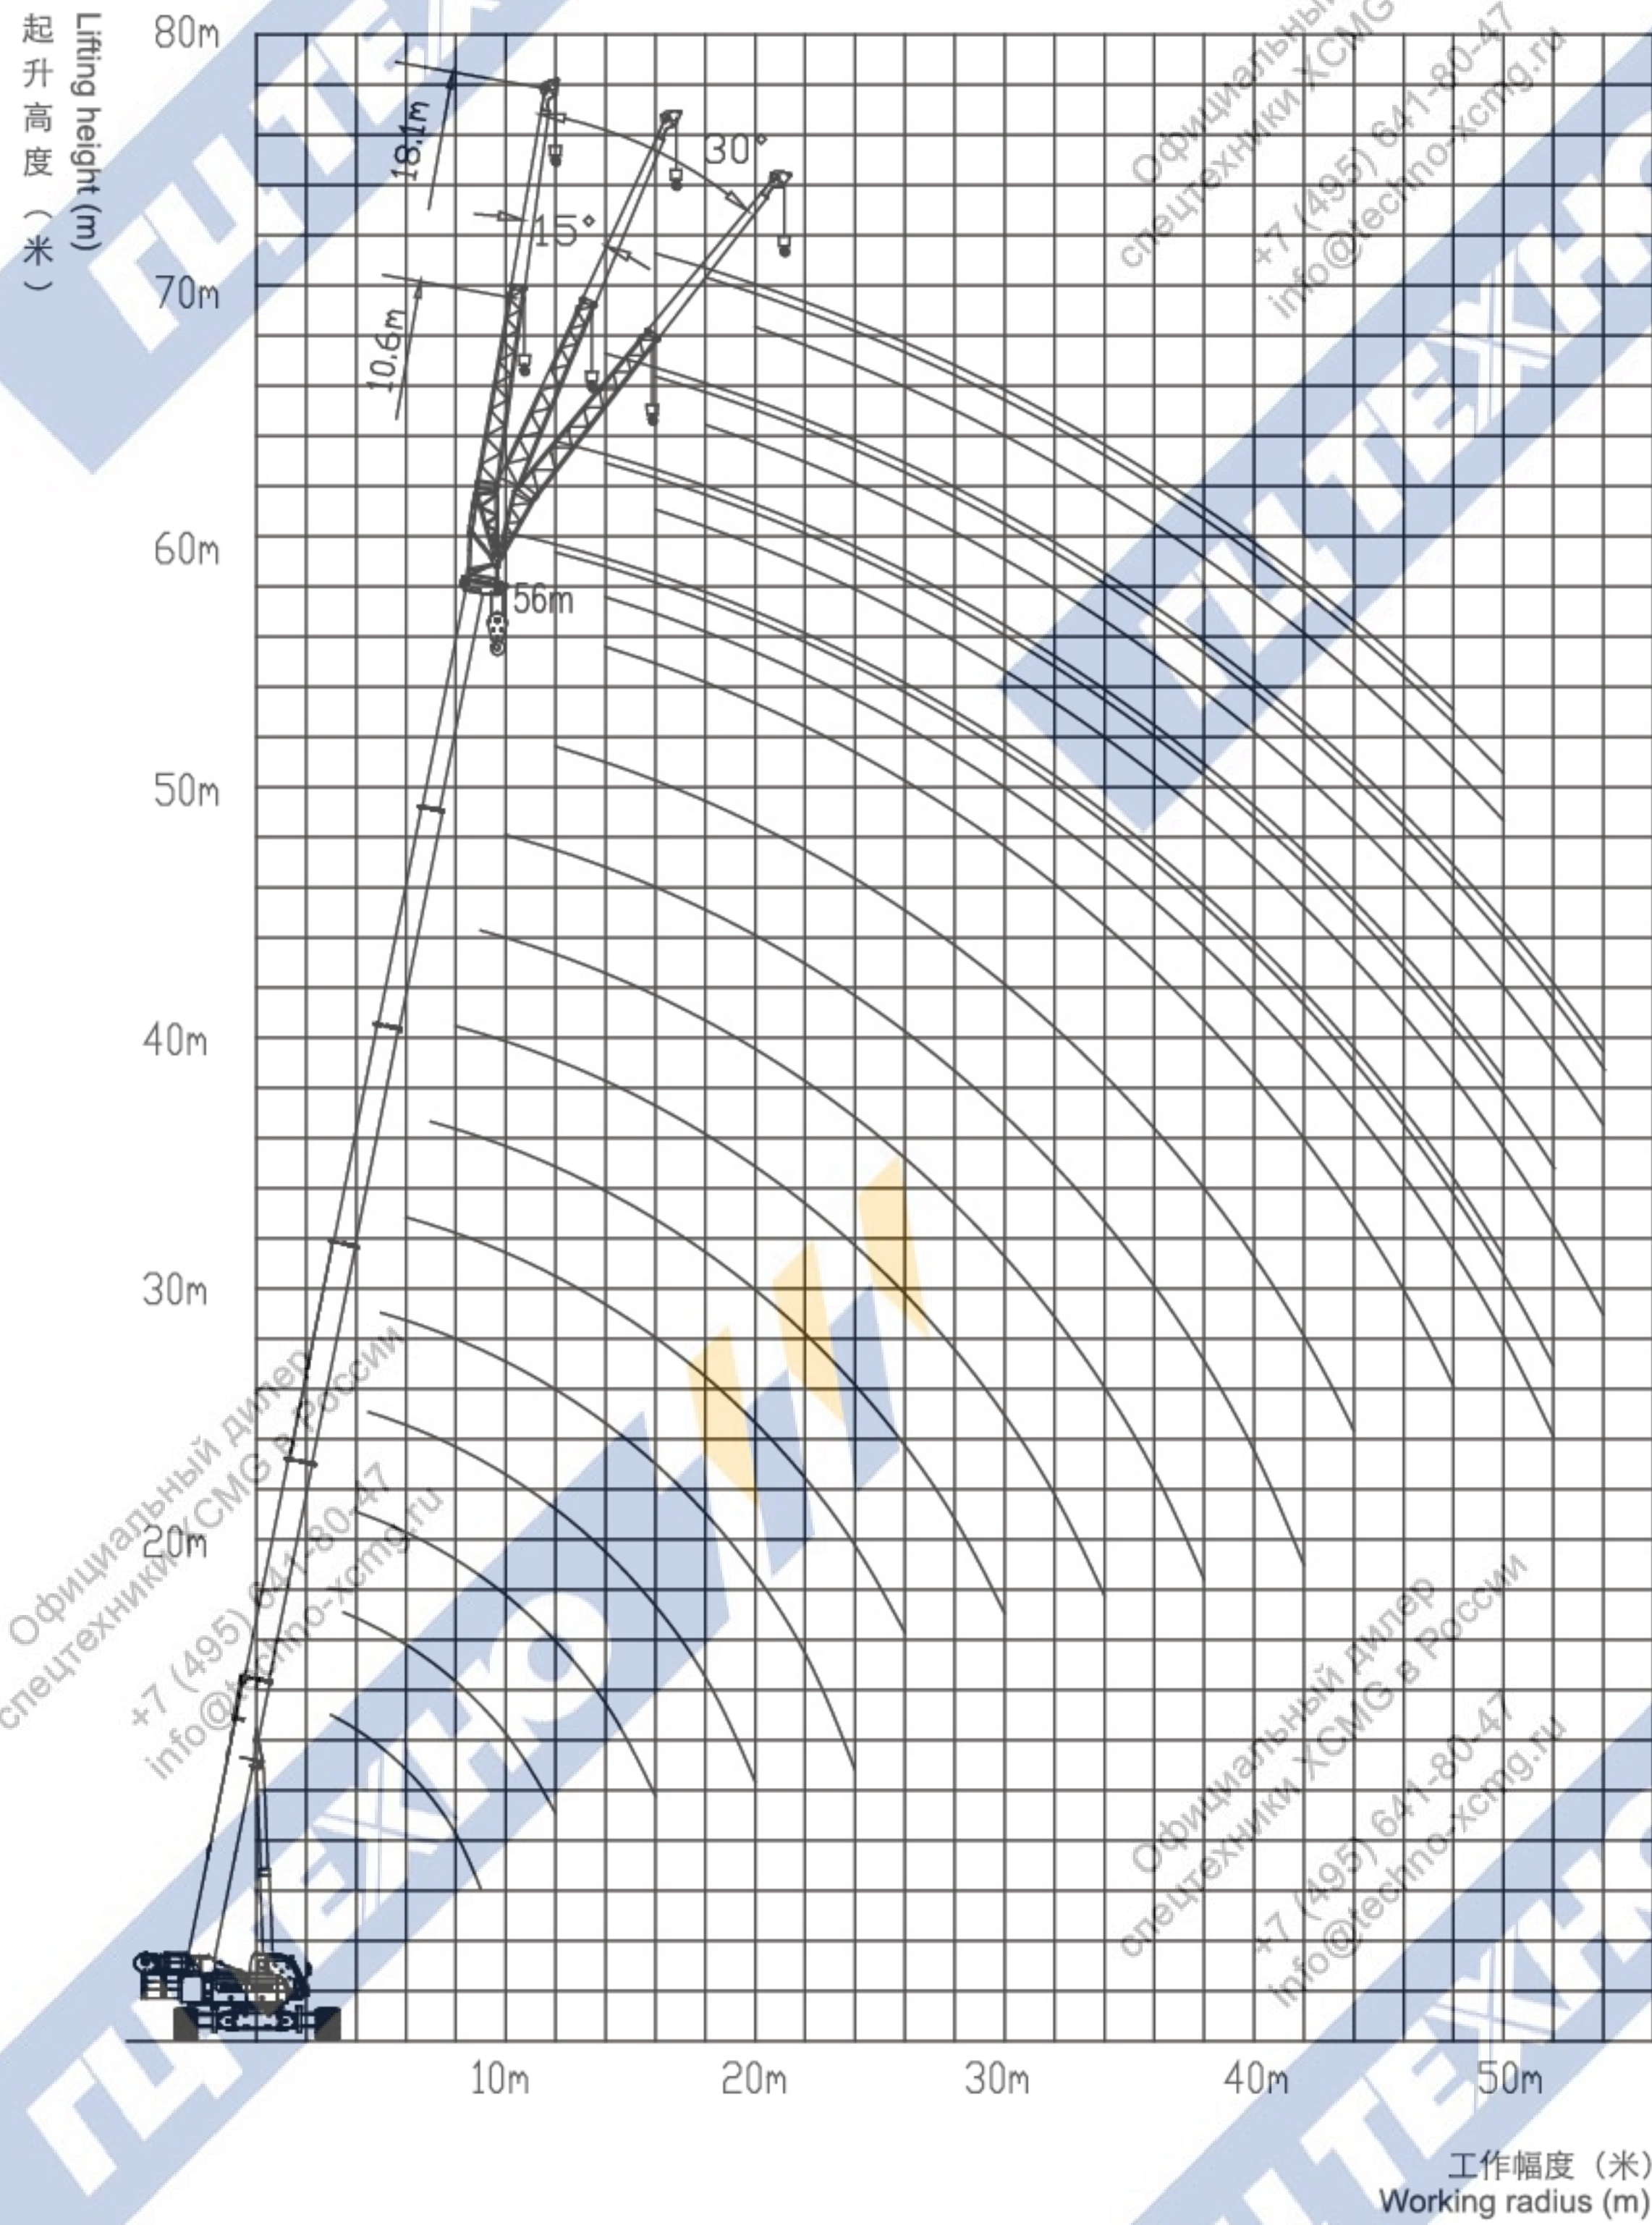 起升高度（米）
Lifting height (m)
80m
70m
60m
50m
40m
30m
20m
18.1m
10.6m
30°
15°
56m
10m
20m
30m
40m
50m
工作幅度（米）
Working radius (m)
ТЕХ
ТЕХНО
Официальный
спецтехники XCMG
+7 (495) 641-80-47
info@techno-xcmg.ru
Официальный дилер
спецтехники XCMG в России
+7 (495) 641-80-47
info@techno-xcmg.ru
Официальный дилер
спецтехники XCMG в России
+7 (495) 641-80-47
info@techno-xcmg.ru